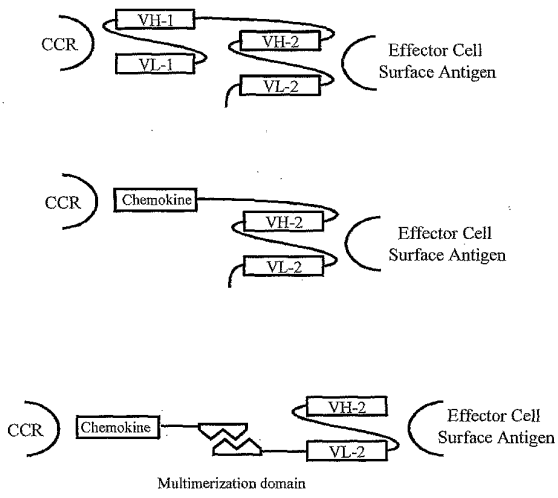 VH-1
CCR
VH-2
Effector Cell
VL-1
Surface Antigen
VL-2
CCR
Chemokine
VH-2
Effector Cell
VL-2
Surface Antigen
VH-2
Effector Cell
CCR
Chemokine
VL-2
Surface Antigen
Multimerization domain